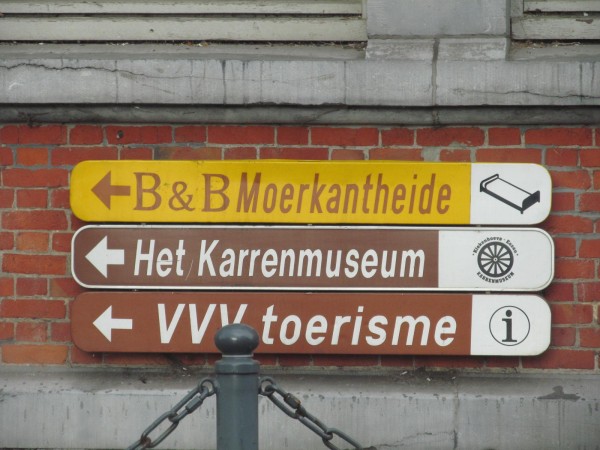 B & B Moerkantheide
Het Karrenmuseum
KARRENMUSEUM
VVV toerisme
i